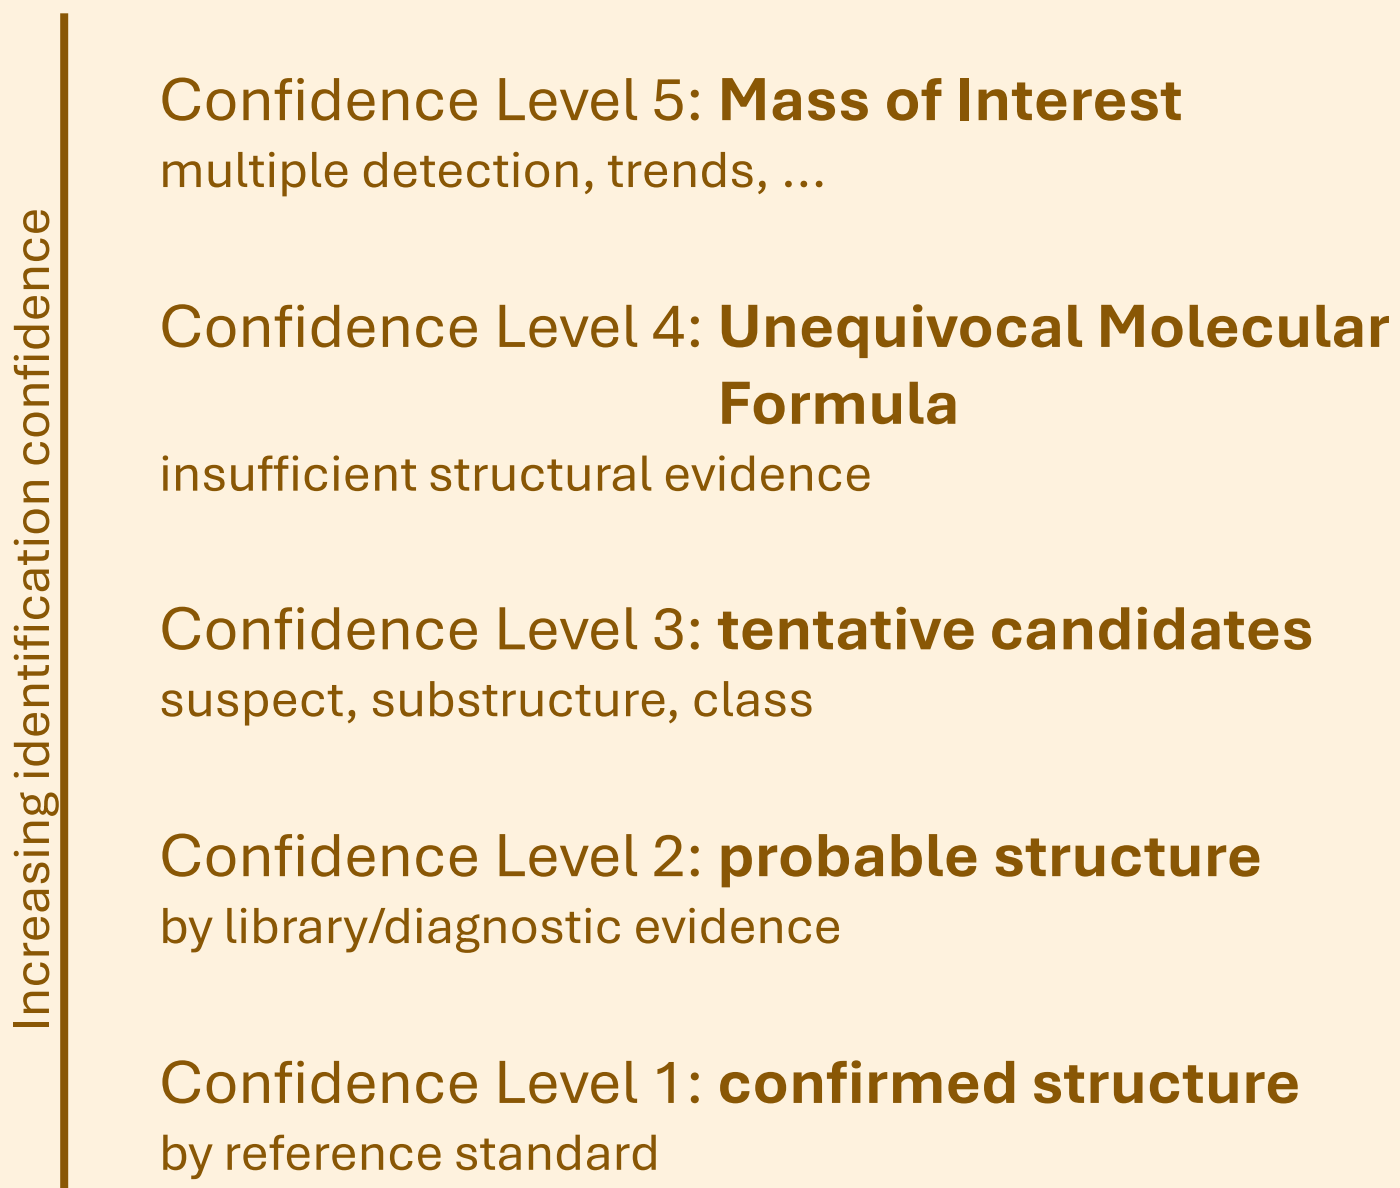 Increasing identification confidence
Confidence Level 5: Mass of Interest
multiple detection, trends, ...
Confidence Level 4: Unequivocal Molecular
Formula
insufficient structural evidence
Confidence Level 3: tentative candidates
suspect, substructure, class
Confidence Level 2: probable structure
by library/diagnostic evidence
Confidence Level 1: confirmed structure
by reference standard